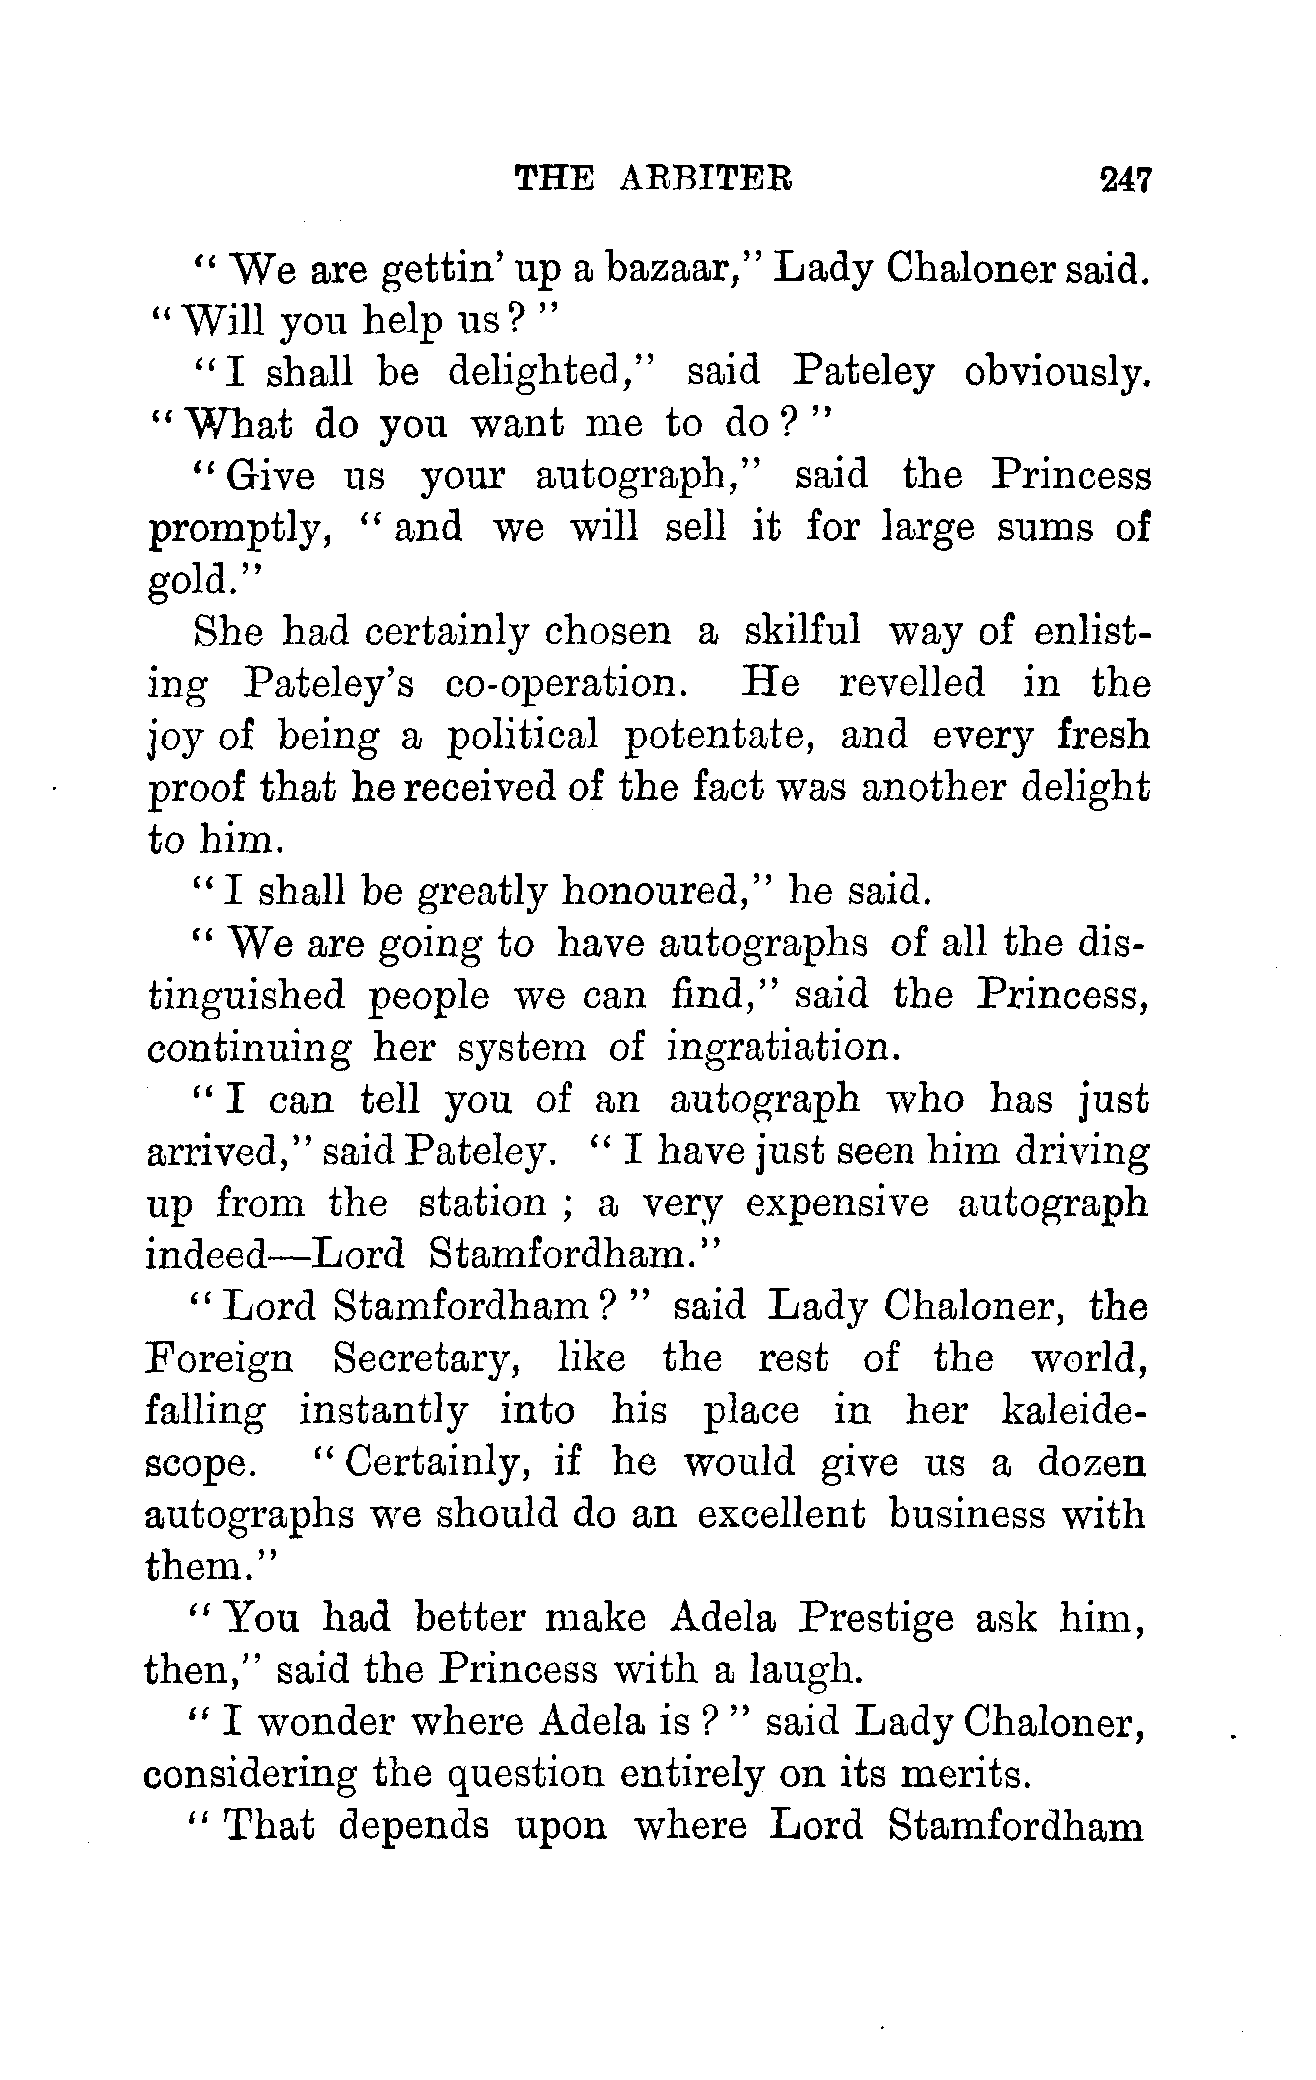 THE ARBITER 247
“ We are gettin’ up a bazaar,” Lady Chaloner said.
“ Will you help us ? ”
“ I shall be delighted,” said Pateley obviously.
“ What do you want me to do ? ”
“ Give us your autograph,” said the Princess
promptly, “ and we will sell it for large sums of
gold.”
She had certainly chosen a skilful way of enlist-
ing Pateley’s co-operation. He revelled in the
joy of being a political potentate, and every fresh
proof that he received of the fact was another delight
to him.
“ I shall be greatly honoured,” he said.
“ We are going to have autographs of all the dis-
tinguished people we can find,” said the Princess,
continuing her system of ingratiation.
“ I can tell you of an autograph who has just
arrived,” said Pateley. “ I have just seen him driving
up from the station ; a very expensive autograph
indeed—Lord Stamfordham.”
“ Lord Stamfordham ? ” said Lady Chaloner, the
Foreign Secretary, like the rest of the world,
falling instantly into his place in her kaleide-
scope. “ Certainly, if he would give us a dozen
autographs we should do an excellent business with
them.”
“ You had better make Adela Prestige ask him,
then,” said the Princess with a laugh.
“ I wonder where Adela is ? ” said Lady Chaloner,
considering the question entirely on its merits.
“ That depends upon where Lord Stamfordham